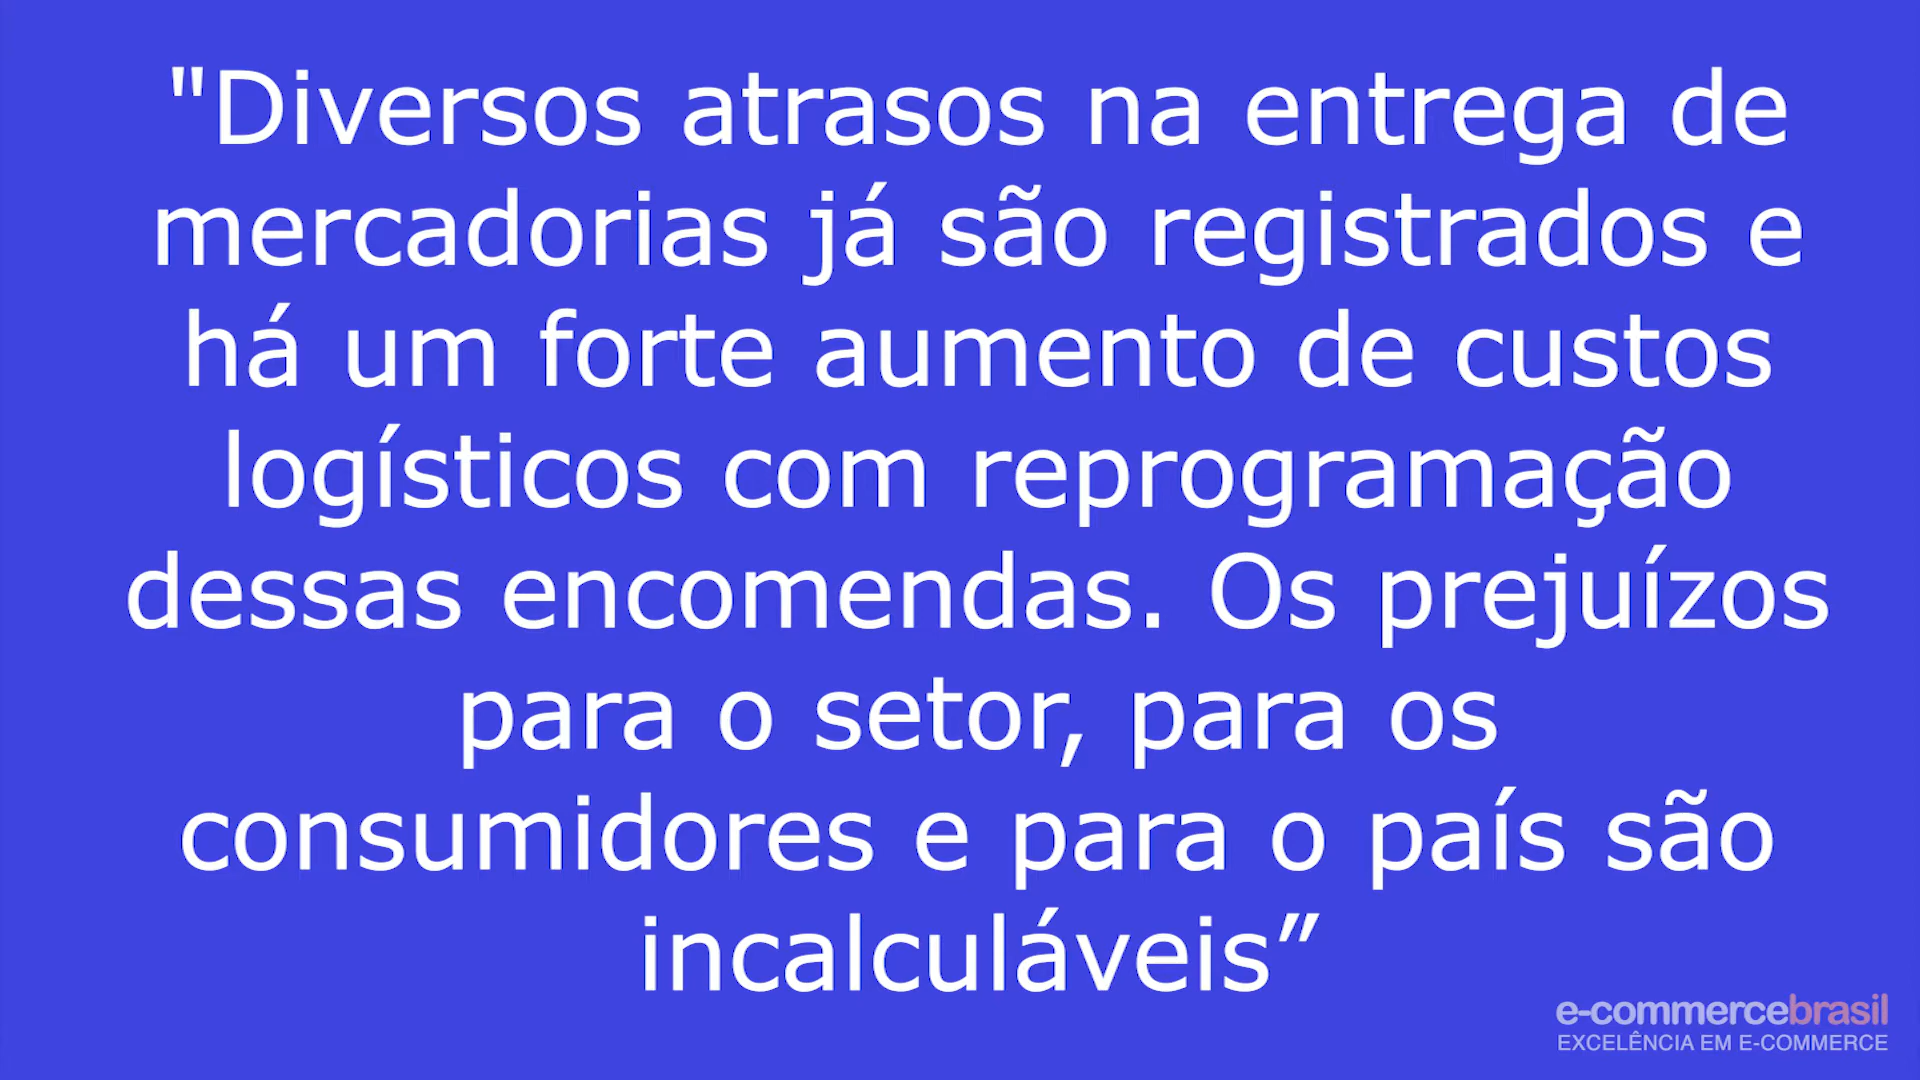 "Diversos atrasos na entrega de
mercadorias já são registrados e
há um forte aumento de custos
logísticos com reprogramação
dessas encomendas. Os prejuízos
para o setor, para os
consumidores e para o país são
incalculáveis”
e-commercebrasil
EXCELÊNCIA EM E-COMMERCE